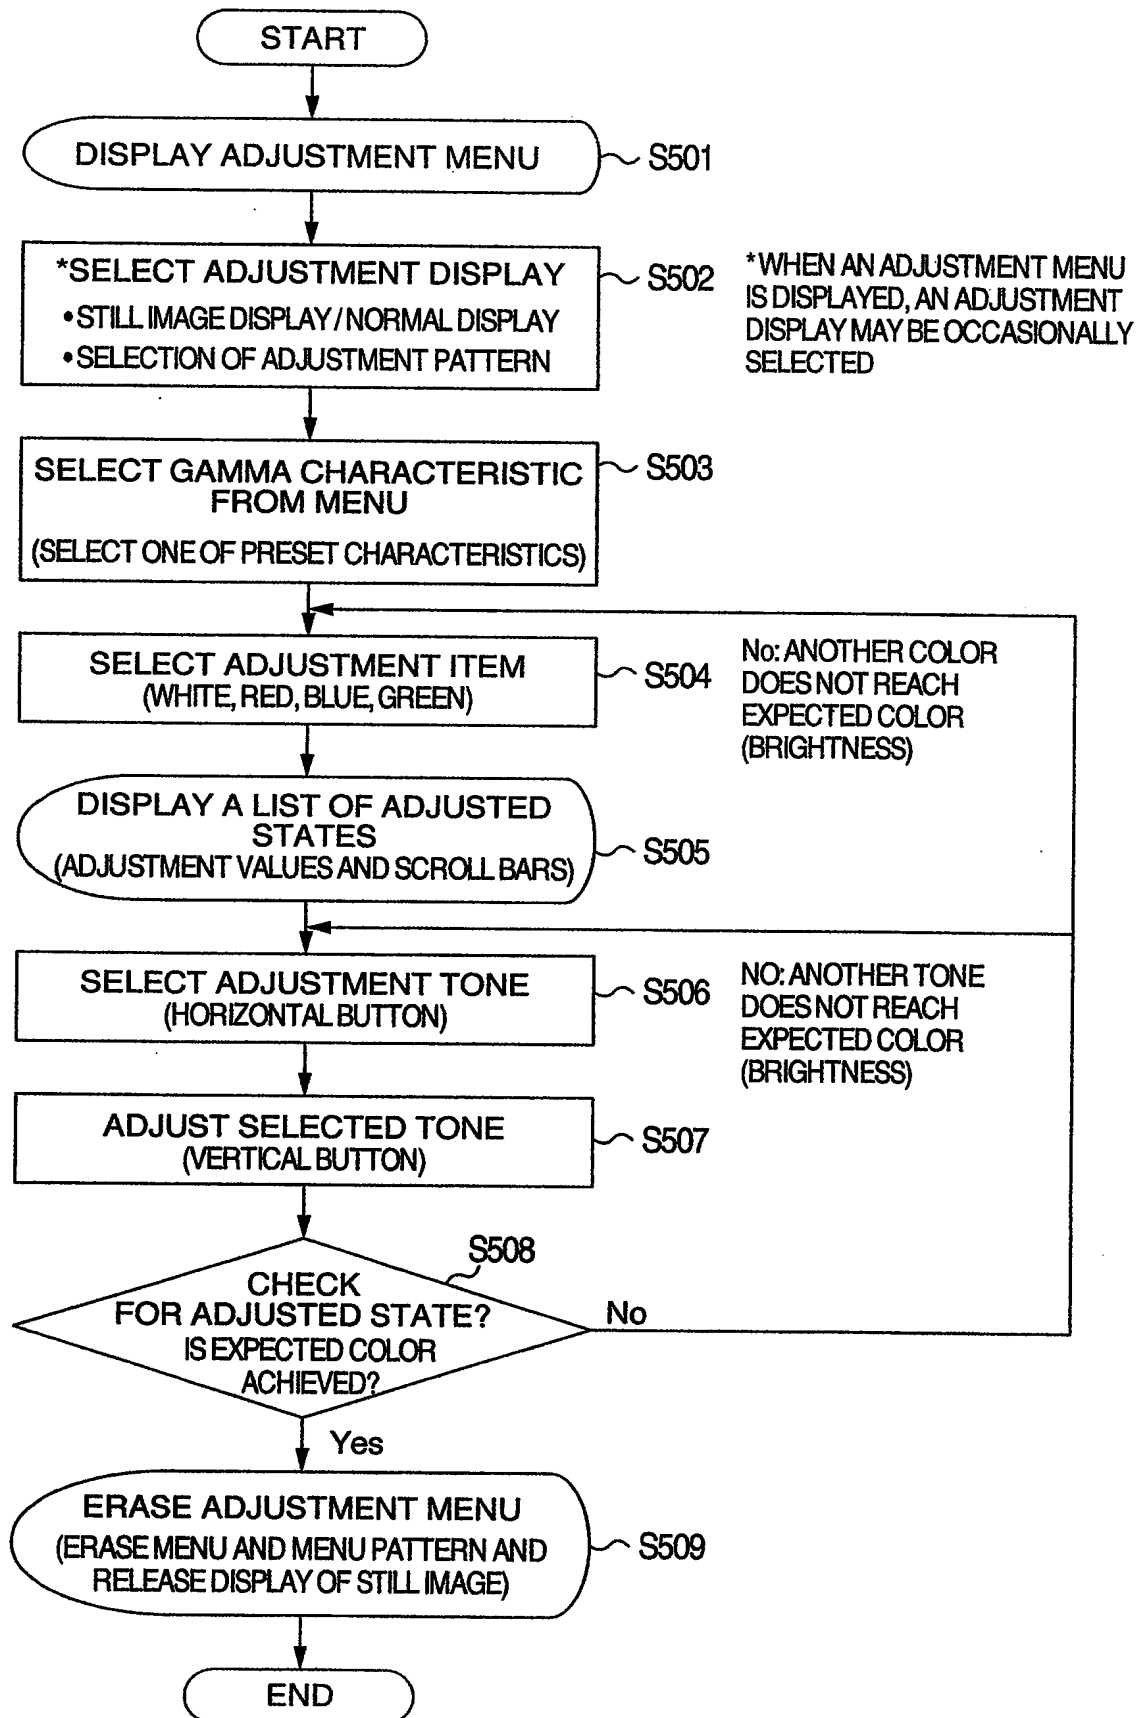 START
DISPLAY ADJUSTMENT MENU
S501
*SELECT ADJUSTMENT DISPLAY
•STILL IMAGE DISPLAY/NORMAL DISPLAY
•SELECTION OF ADJUSTMENT PATTERN
S502
*WHEN AN ADJUSTMENT MENU
IS DISPLAYED, AN ADJUSTMENT
DISPLAY MAY BE OCCASIONALLY
SELECTED
SELECT GAMMA CHARACTERISTIC
FROM MENU
(SELECT ONE OF PRESET CHARACTERISTICS)
S503
SELECT ADJUSTMENT ITEM
(WHITE, RED, BLUE, GREEN)
S504
No: ANOTHER COLOR
DOES NOT REACH
EXPECTED COLOR
(BRIGHTNESS)
DISPLAY A LIST OF ADJUSTED
STATES
(ADJUSTMENT VALUES AND SCROLL BARS)
S505
SELECT ADJUSTMENT TONE
(HORIZONTAL BUTTON)
S506
NO: ANOTHER TONE
DOES NOT REACH
EXPECTED COLOR
(BRIGHTNESS)
ADJUST SELECTED TONE
(VERTICAL BUTTON)
S507
S508
CHECK
FOR ADJUSTED STATE?
IS EXPECTED COLOR
ACHIEVED?
No
Yes
ERASE ADJUSTMENT MENU
(ERASE MENU AND MENU PATTERN AND
RELEASE DISPLAY OF STILL IMAGE)
S509
END